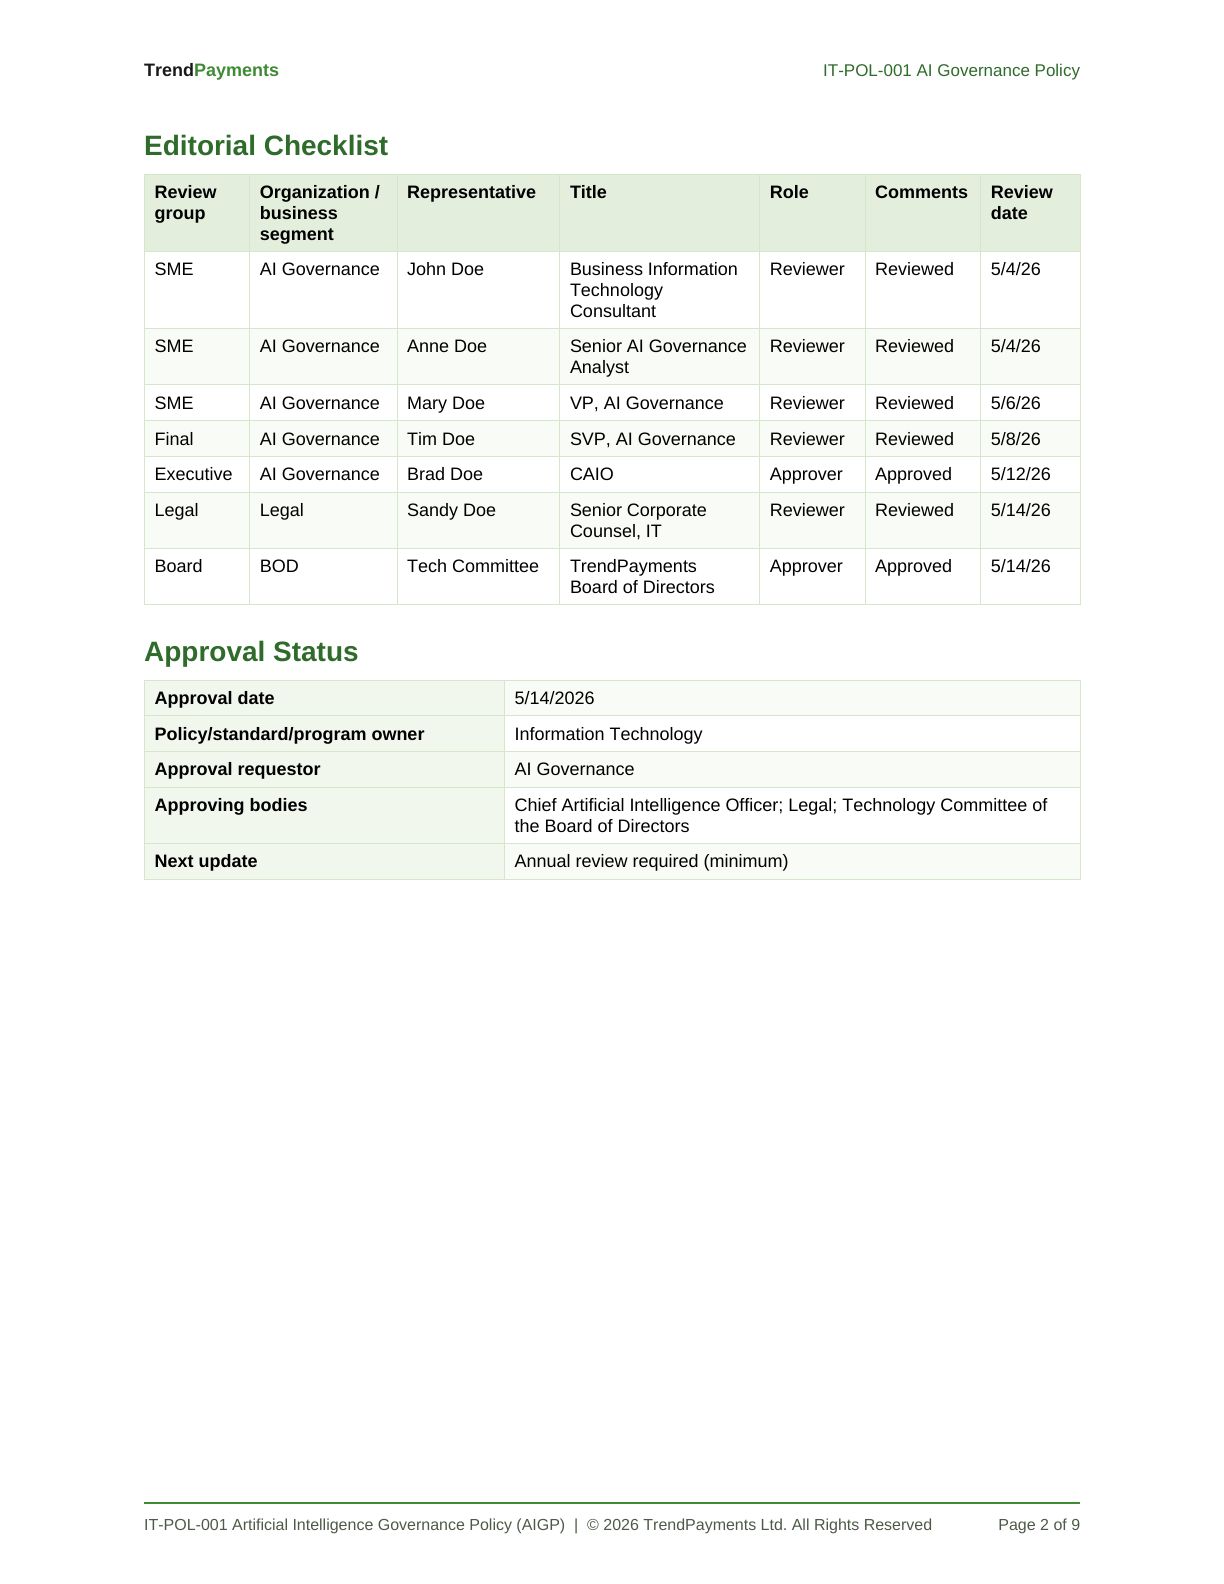 TrendPayments IT-POL-001 AI Governance Policy
Editorial Checklist
Review group Organization / business segment Representative Title Role Comments Review date
SME AI Governance John Doe Business Information Technology Consultant Reviewer Reviewed 5/4/26
SME AI Governance Anne Doe Senior AI Governance Analyst Reviewer Reviewed 5/4/26
SME AI Governance Mary Doe VP, AI Governance Reviewer Reviewed 5/6/26
Final AI Governance Tim Doe SVP, AI Governance Reviewer Reviewed 5/8/26
Executive AI Governance Brad Doe CAIO Approver Approved 5/12/26
Legal Legal Sandy Doe Senior Corporate Counsel, IT Reviewer Reviewed 5/14/26
Board BOD Tech Committee TrendPayments Board of Directors Approver Approved 5/14/26
Approval Status
Approval date 5/14/2026
Policy/standard/program owner Information Technology
Approval requestor AI Governance
Approving bodies Chief Artificial Intelligence Officer; Legal; Technology Committee of
the Board of Directors
Next update Annual review required (minimum)
IT-POL-001 Artificial Intelligence Governance Policy (AIGP) | © 2026 TrendPayments Ltd. All Rights Reserved Page 2 of 9